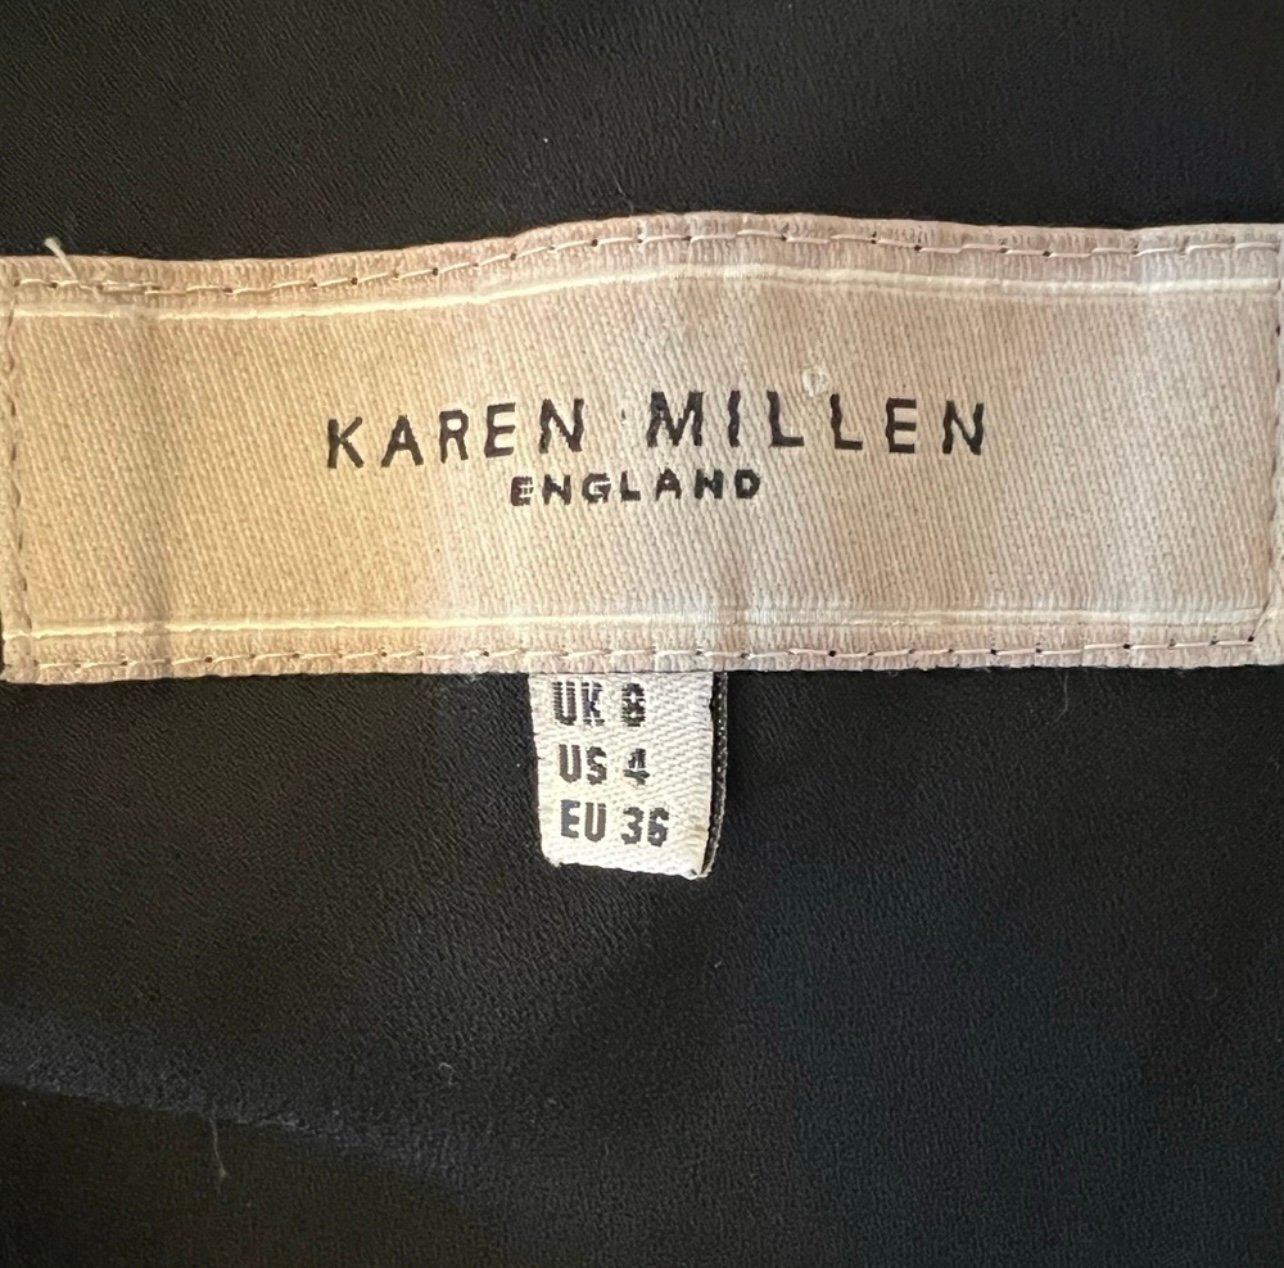 KAREN MILLEN
ENGLAND
UK 8
US 4
EU 36